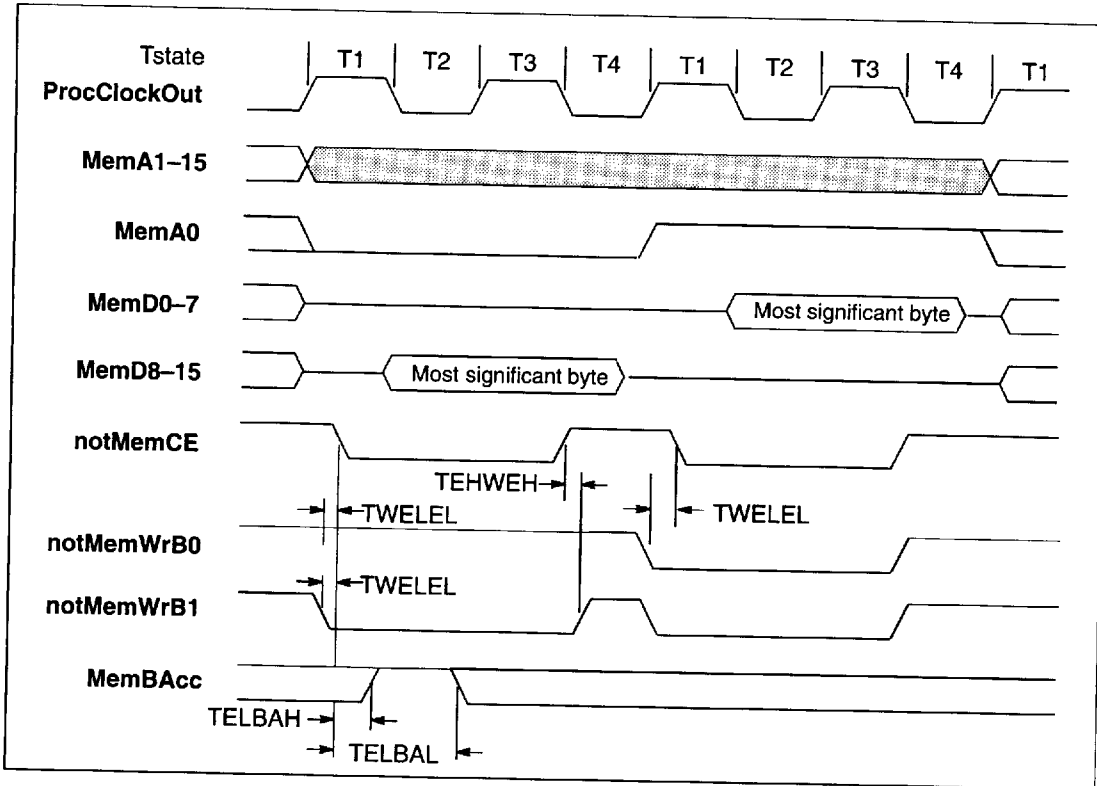 Tstate T1 T2 T3 T4 T1 T2 T3 T4 T1
ProcClockOut
MemA1–15
MemA0
MemD0–7 Most significant byte
MemD8–15 Most significant byte
notMemCE
TEHWEH
TWELEL TWELEL
notMemWrB0
TWELEL
notMemWrB1
MemBAcc
TELBAH
TELBAL